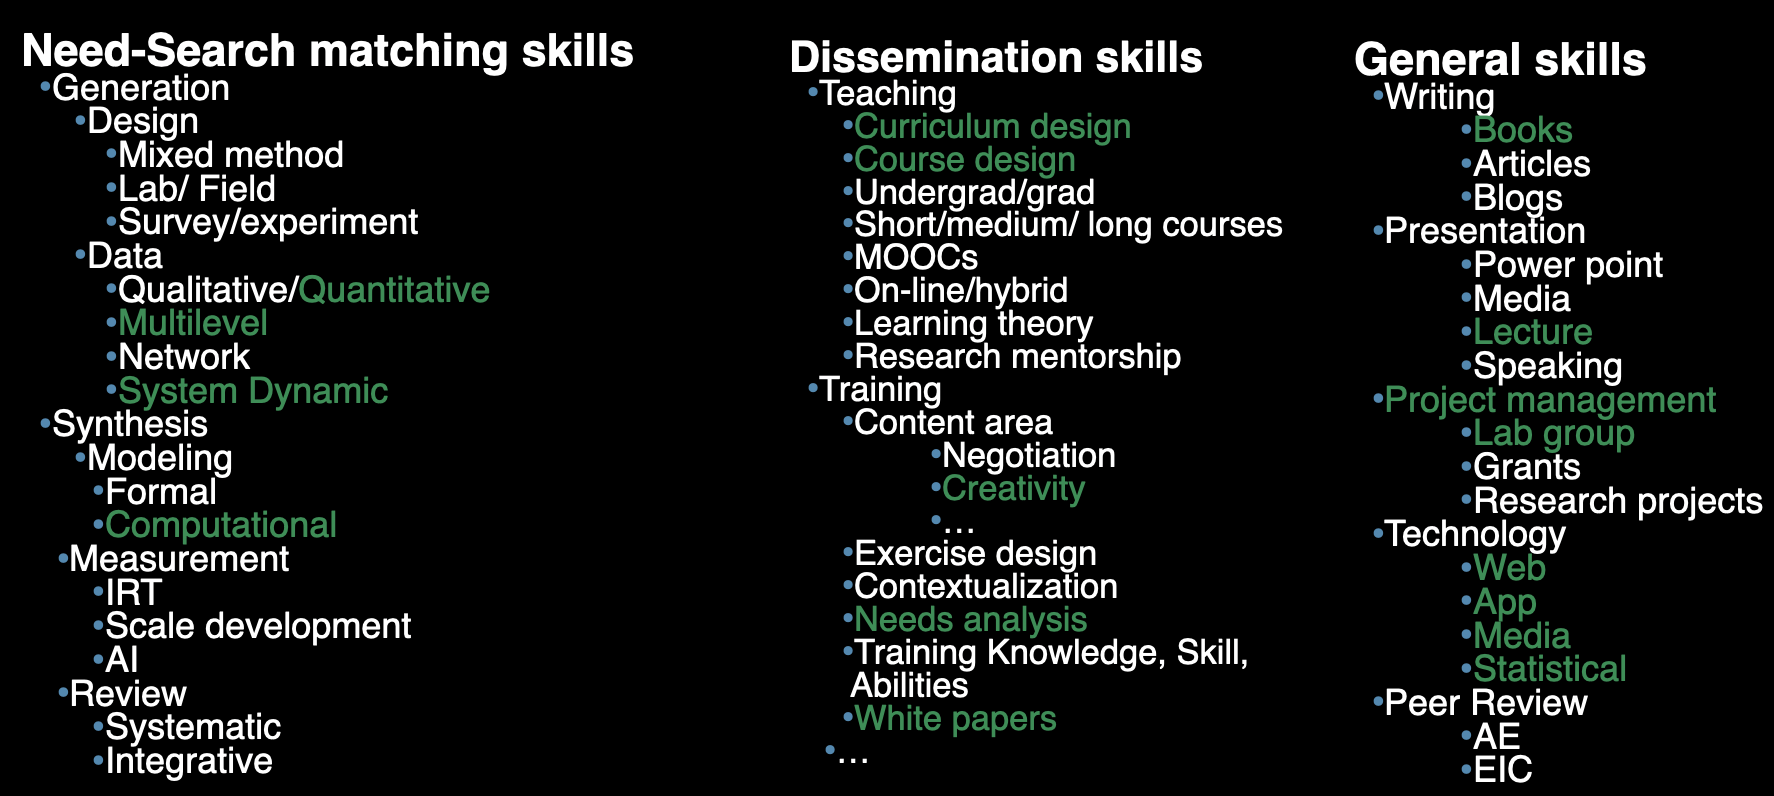 Need-Search matching skills
•Generation
•Design
•Mixed method
•Lab/ Field
•Survey/experiment
•Data
•Qualitative/Quantitative
•Multilevel
•Network
•System Dynamic
•Synthesis
•Modeling
•Formal
•Computational
•Measurement
•IRT
•Scale development
•AI
•Review
•Systematic
•Integrative
Dissemination skills
•Teaching
•Curriculum design
•Course design
•Undergrad/grad
•Short/medium/ long courses
•MOOCs
•On-line/hybrid
•Learning theory
•Research mentorship
•Training
•Content area
•Negotiation
•Creativity
•...
•Exercise design
•Contextualization
•Needs analysis
•Training Knowledge, Skill,
Abilities
•White papers
•...
General skills
•Writing
•Books
•Articles
•Blogs
•Presentation
•Power point
•Media
•Lecture
•Speaking
•Project management
•Lab group
•Grants
•Research projects
•Technology
•Web
•App
•Media
•Statistical
•Peer Review
•AE
•EIC